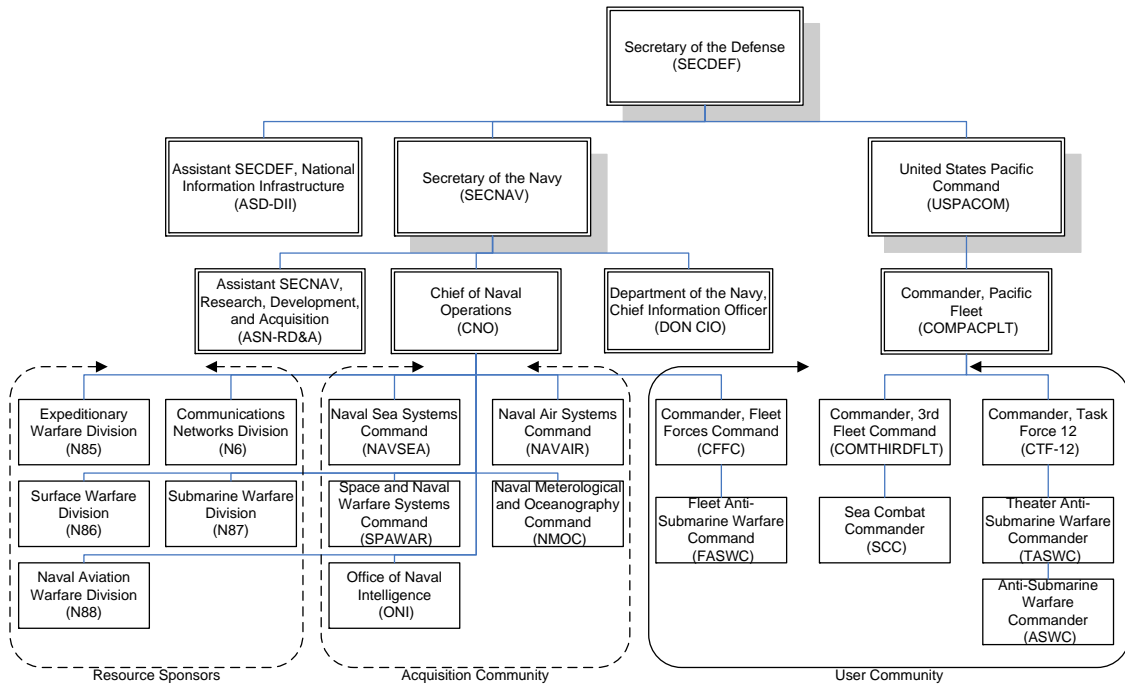 Secretary of the Defense
(SECDEF)
Assistant SECDEF, National
Information Infrastructure
(ASD-DII)
Secretary of the Navy
(SECNAV)
United States Pacific
Command
(USPACOM)
Assistant SECNAV,
Research, Development,
and Acquisition
(ASN-RD&A)
Chief of Naval
Operations
(CNO)
Department of the Navy,
Chief Information Officer
(DON CIO)
Commander, Pacific
Fleet
(COMPACPLT)
Expeditionary
Warfare Division
(N85)
Communications
Networks Division
(N6)
Naval Sea Systems
Command
(NAVSEA)
Naval Air Systems
Command
(NAVAIR)
Commander, Fleet
Forces Command
(CFFC)
Commander, 3rd
Fleet Command
(COMTHIRDFLT)
Commander, Task
Force 12
(CTF-12)
Surface Warfare
Division
(N86)
Submarine Warfare
Division
(N87)
Space and Naval
Warfare Systems
Command
(SPAWAR)
Naval Meterological
and Oceanography
Command
(NMOC)
Fleet Anti-
Submarine Warfare
Command
(FASWC)
Sea Combat
Commander
(SCC)
Theater Anti-
Submarine Warfare
Commander
(TASWC)
Naval Aviation
Warfare Division
(N88)
Office of Naval
Intelligence
(ONI)
Anti-Submarine
Warfare
Commander
(ASWC)
Resource Sponsors
Acquisition Community
User Community